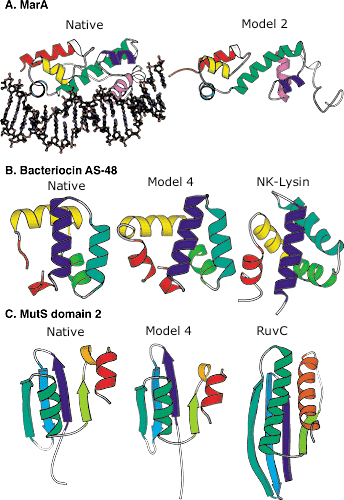 A. MarA
Native Model 2
B. Bacteriocin AS-48
Native Model 4 NK-Lysin
C. MutS domain 2
Native Model 4 RuvC